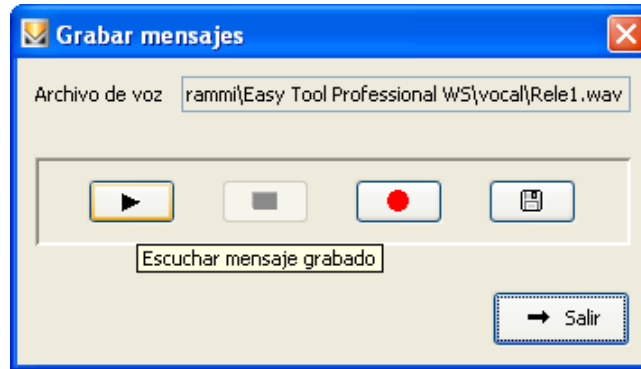 Grabar mensajes
Archivo de voz rammi\Easy Tool Professional WS\vocal\Rele1.wav
Escuchar mensaje grabado
Salir